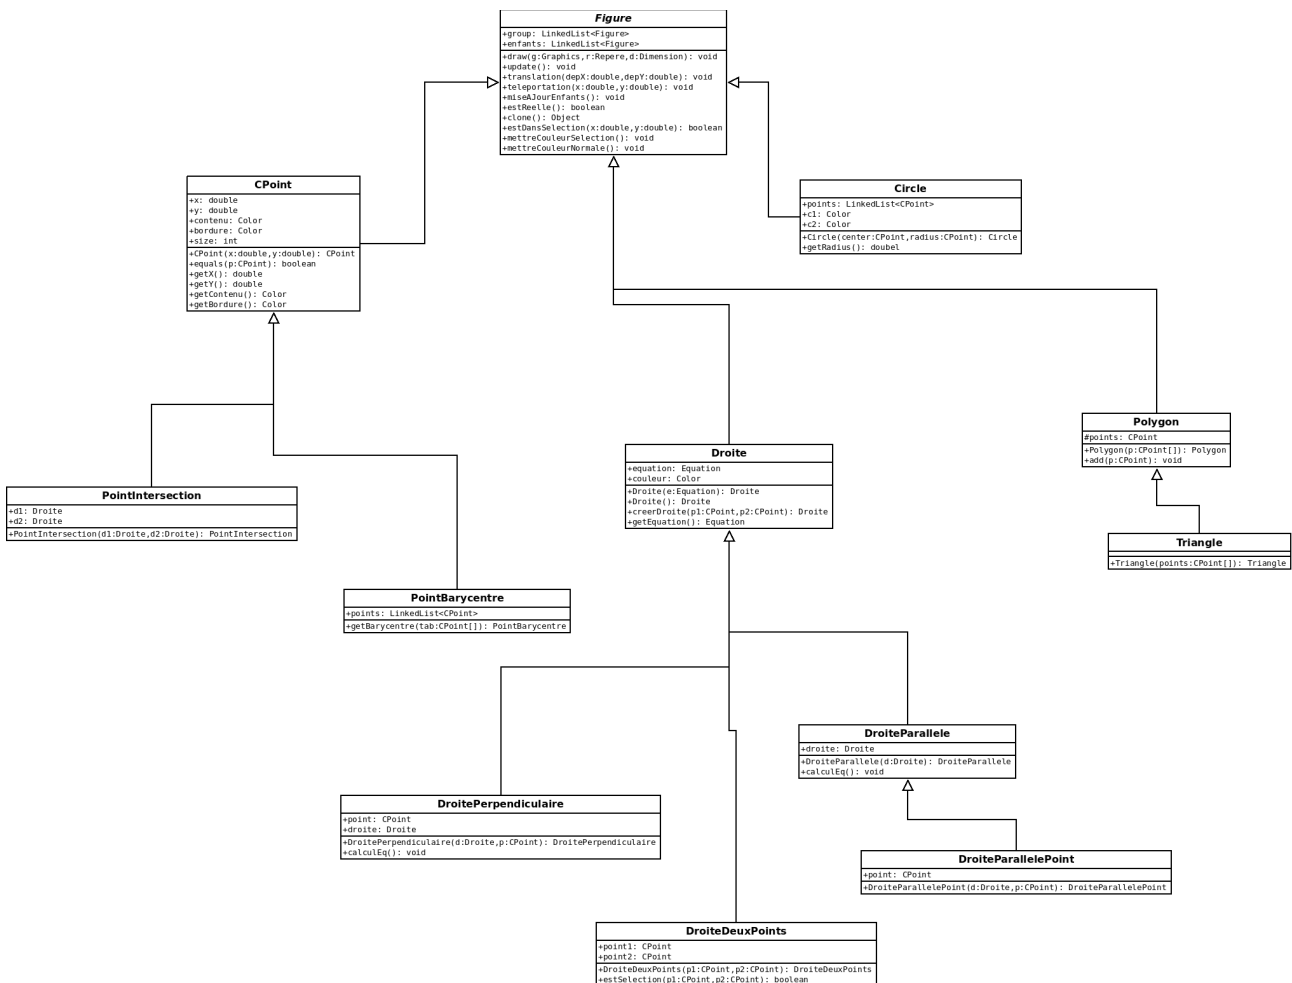 Figure
+group: LinkedList<Figure>
+enfants: LinkedList<Figure>
+draw(g:Graphics,r:Repere,d:Dimension): void
+update(): void
+translation(depX:double,depY:double): void
+teleportation(x:double,y:double): void
+miseAJourEnfants(): void
+estReelle(): boolean
+clone(): Object
+estDansSelection(x:double,y:double): boolean
+mettreCouleurSelection(): void
+mettreCouleurNormale(): void
CPoint
+x: double
+y: double
+contenu: Color
+bordure: Color
+size: int
+CPoint(x:double,y:double): CPoint
+equals(p:CPoint): boolean
+getX(): double
+getY(): double
+getContenu(): Color
+getBordure(): Color
Circle
+points: LinkedList<CPoint>
+c1: Color
+c2: Color
+Circle(center:CPoint,radius:CPoint): Circle
+getRadius(): doubel
Polygon
#points: CPoint
+Polygon(p:CPoint[]): Polygon
+add(p:CPoint): void
Droite
+equation: Equation
+couleur: Color
+Droite(e:Equation): Droite
+Droite(): Droite
+creerDroite(p1:CPoint,p2:CPoint): Droite
+getEquation(): Equation
PointIntersection
+d1: Droite
+d2: Droite
+PointIntersection(d1:Droite,d2:Droite): PointIntersection
Triangle
+Triangle(points:CPoint[]): Triangle
PointBarycentre
+points: LinkedList<CPoint>
+getBarycentre(tab:CPoint[]): PointBarycentre
DroiteParallele
+droite: Droite
+DroiteParallele(d:Droite): DroiteParallele
+calculEq(): void
DroitePerpendiculaire
+point: CPoint
+droite: Droite
+DroitePerpendiculaire(d:Droite,p:CPoint): DroitePerpendiculaire
+calculEq(): void
DroiteParallelePoint
+point: CPoint
+DroiteParallelePoint(d:Droite,p:CPoint): DroiteParallelePoint
DroiteDeuxPoints
+point1: CPoint
+point2: CPoint
+DroiteDeuxPoints(p1:CPoint,p2:CPoint): DroiteDeuxPoints
+estSelection(p1:CPoint,p2:CPoint): boolean